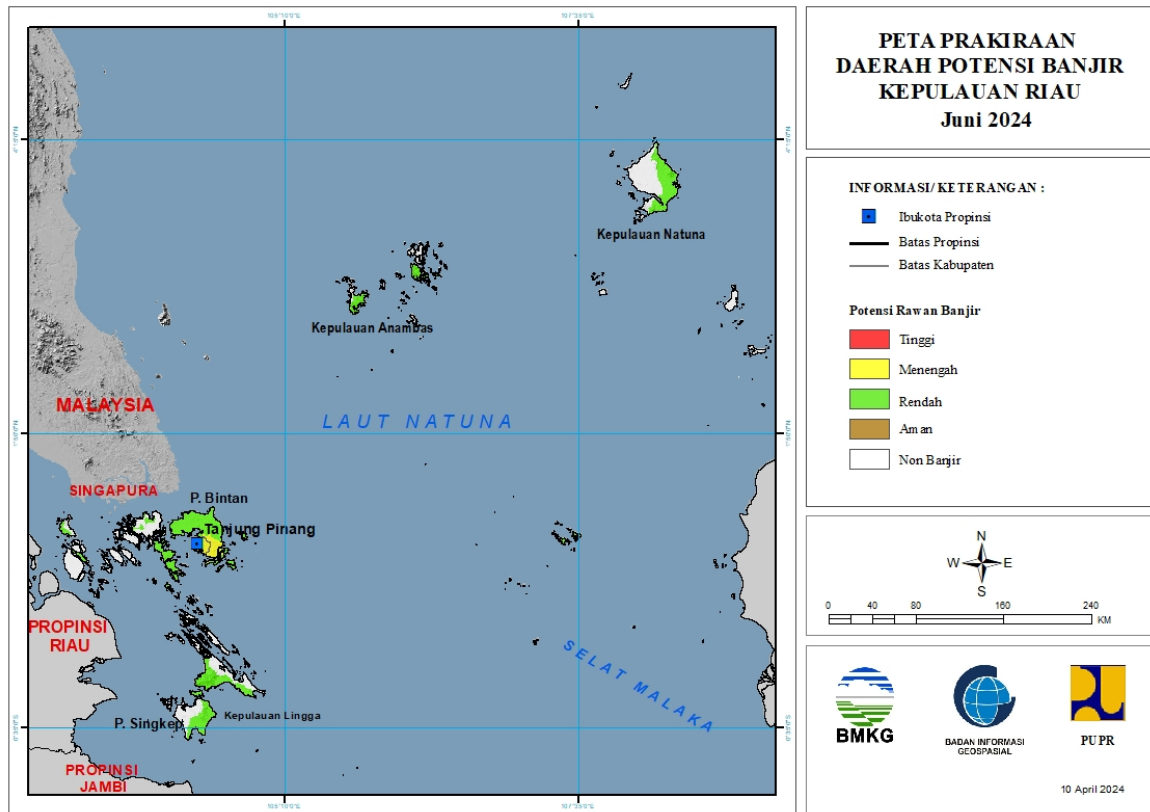 PETA PRAKIRAAN
DAERAH POTENSI BANJIR
KEPULAUAN RIAU
Juni 2024
INFORMASI/ KETERANGAN :
Ibukota Propinsi
Batas Propinsi
Batas Kabupaten
Potensi Rawan Banjir
Tinggi
Menengah
Rendah
Aman
Non Banjir
N
W
E
S
0 40 80 160 240
KM
BMKG
BADAN INFORMASI
GEOSPASIAL
PUPR
10 April 2024
Kepulauan Natuna
Kepulauan Anambas
MALAYSIA
LAUT NATUNA
SINGAPURA
P. Bintan
Tanjung Pinang
PROPINSI
RIAU
SELAT MALAKA
P. Singkep
Kepulauan Lingga
PROPINSI
JAMBI